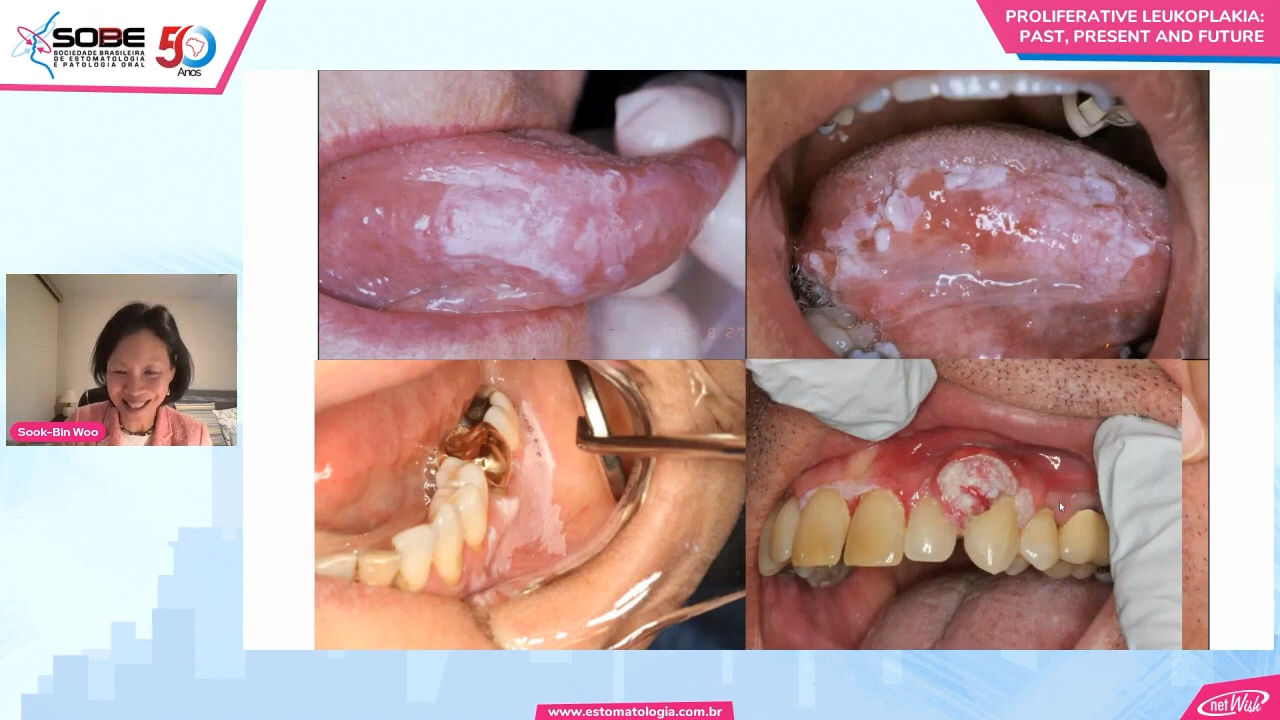 SOBE
SOCIEDADE BRASILEIRA
DE ESTOMATOLOGIA
E PATOLOGIA ORAL
50
Anos
PROLIFERATIVE LEUKOPLAKIA:
PAST, PRESENT AND FUTURE
Sook-Bin Woo
www.estomatologia.com.br
netWish